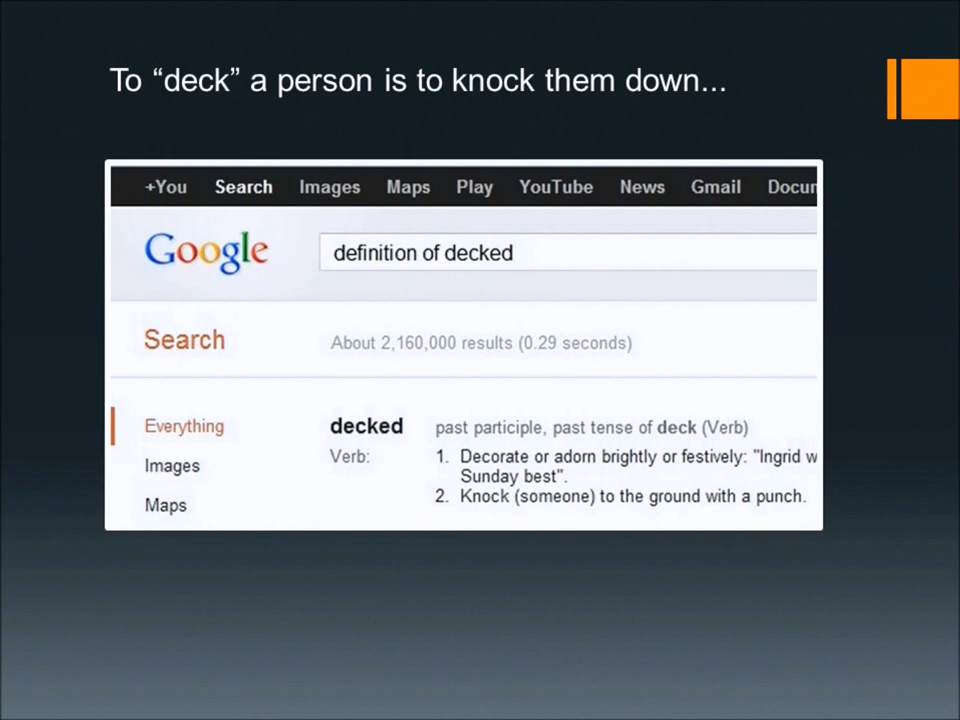 To “deck” a person is to knock them down...
+You Search Images Maps Play YouTube News Gmail Docum
Google definition of decked
Search About 2,160,000 results (0.29 seconds)
Everything decked past participle, past tense of deck (Verb)
Verb: 1. Decorate or adorn brightly or festively: "Ingrid w
Images Sunday best".
2. Knock (someone) to the ground with a punch.
Maps